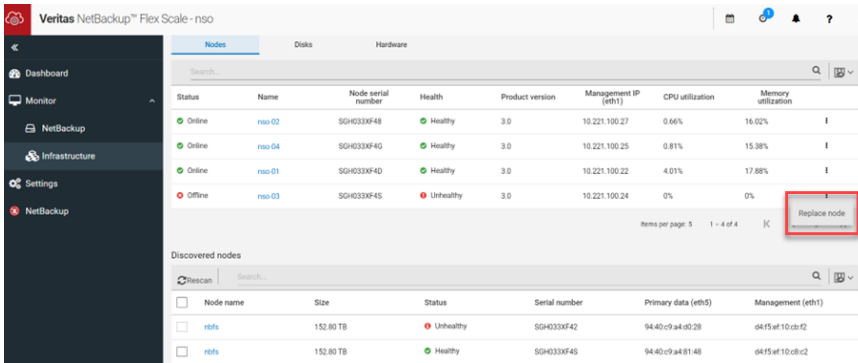 Veritas NetBackup™ Flex Scale - nso
1
?
«
Nodes Disks Hardware
Search...
Dashboard
Monitor
NetBackup
Infrastructure
Settings
NetBackup
Status Name Node serial number Health Product version Management IP (eth1) CPU utilization Memory utilization
Online nso-02 SGH033XF48 Healthy 3.0 10.221.100.27 0.66% 16.02%
Online nso-04 SGH033XF4G Healthy 3.0 10.221.100.25 0.81% 15.38%
Online nso-01 SGH033XF4D Healthy 3.0 10.221.100.22 4.01% 17.88%
Offline nso-03 SGH033XF4S Unhealthy 3.0 10.221.100.24 0% 0%
Replace node
Items per page: 5 1 – 4 of 4
Discovered nodes
Rescan Search...
Node name Size Status Serial number Primary data (eth5) Management (eth1)
nbfs 152.80 TB Unhealthy SGH033XF42 94:40:c9:a4:d0:28 d4:f5:ef:10:cb:f2
nbfs 152.80 TB Healthy SGH033XF4S 94:40:c9:a4:81:48 d4:f5:ef:10:c8:c2